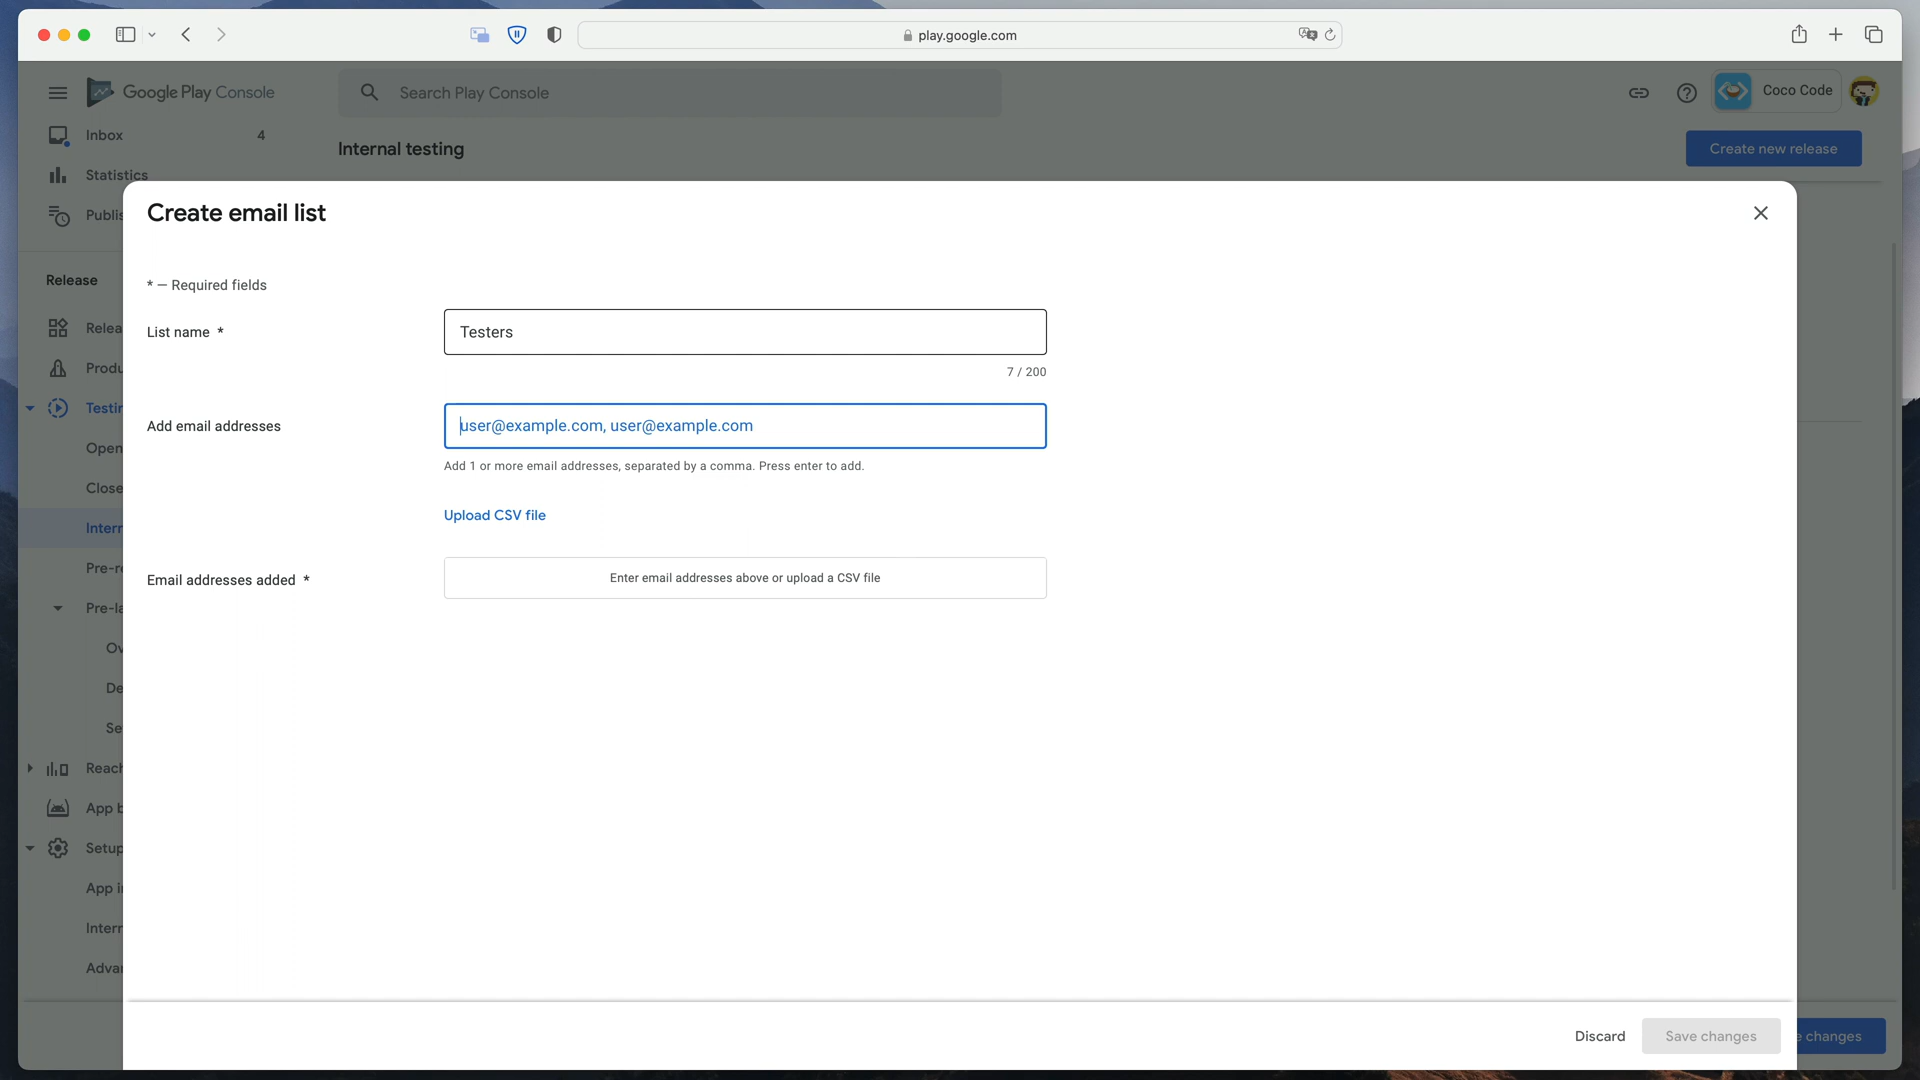 play.google.com
Google Play Console
Search Play Console
Coco Code
Inbox 4
Internal testing
Create new release
Statistics
Publis
Create email list
Release
* — Required fields
Relea
List name *
Testers
Produ
7 / 200
Testin
Add email addresses
user@example.com, user@example.com
Open
Add 1 or more email addresses, separated by a comma. Press enter to add.
Close
Upload CSV file
Intern
Pre-re
Email addresses added *
Enter email addresses above or upload a CSV file
Pre-la
Ov
De
Se
Reach
App b
Setup
App i
Intern
Advan
Discard
Save changes
e changes